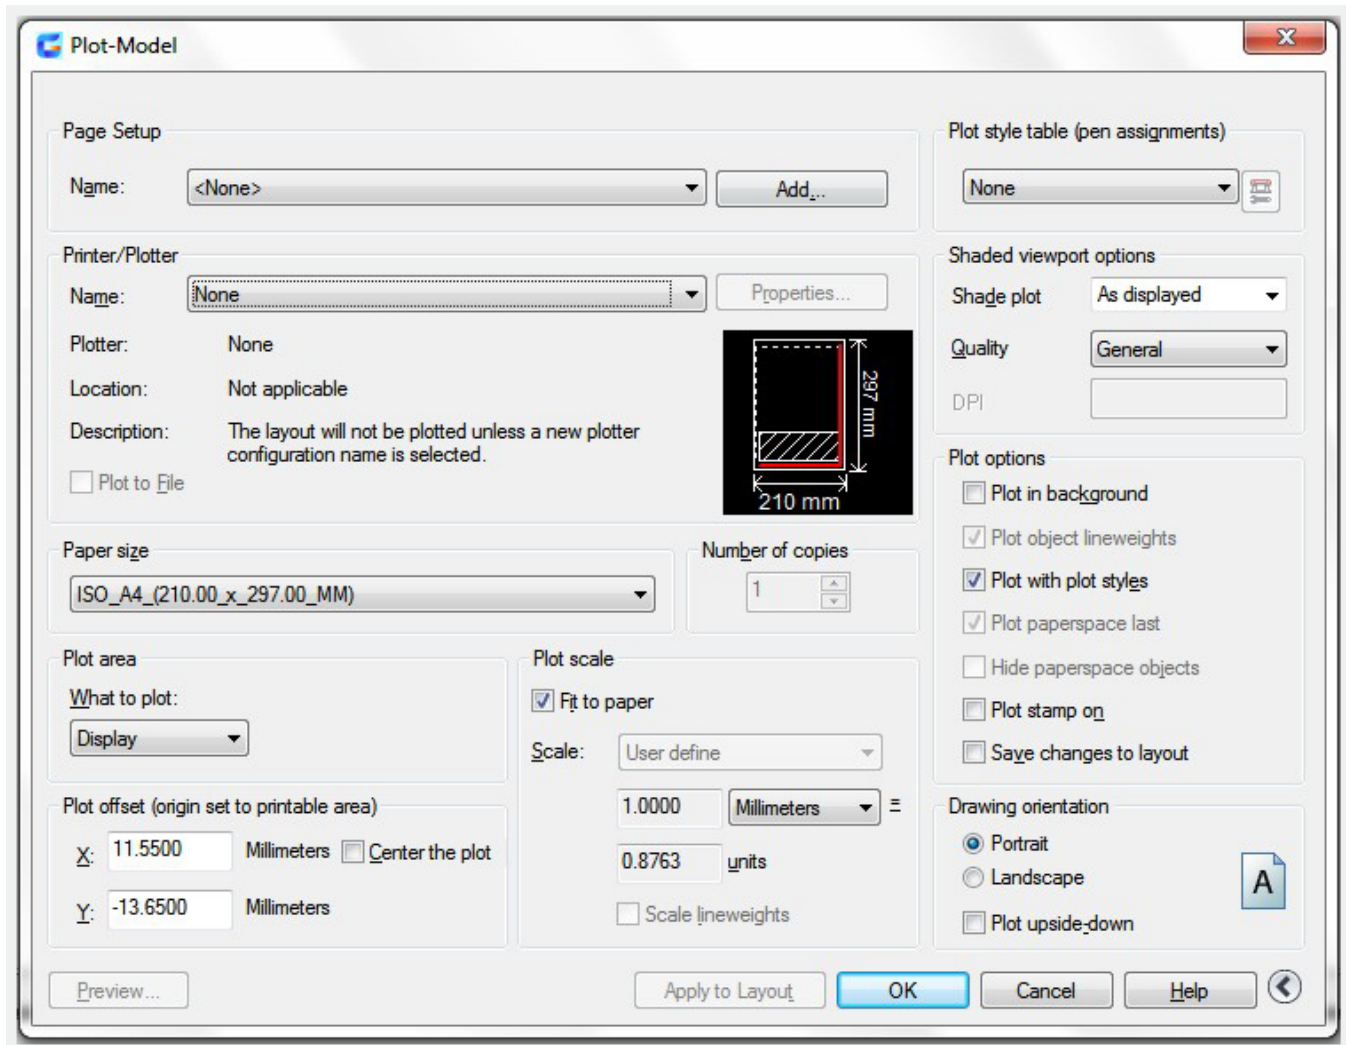 Plot-Model
Page Setup
Name:
<None>
Add...
Plot style table (pen assignments)
None
Printer/Plotter
Name:
None
Properties...
Plotter:
None
Location:
Not applicable
Description:
The layout will not be plotted unless a new plotter
configuration name is selected.
Plot to File
297 mm
210 mm
Shaded viewport options
Shade plot
As displayed
Quality
General
DPI
Paper size
ISO_A4_(210.00_x_297.00_MM)
Number of copies
1
Plot options
Plot in background
Plot object lineweights
Plot with plot styles
Plot paperspace last
Hide paperspace objects
Plot stamp on
Save changes to layout
Plot area
What to plot:
Display
Plot scale
Fit to paper
Scale:
User define
1.0000
Millimeters
=
0.8763
units
Scale lineweights
Plot offset (origin set to printable area)
X:
11.5500
Millimeters
Center the plot
Y:
-13.6500
Millimeters
Drawing orientation
Portrait
Landscape
Plot upside-down
A
Preview...
Apply to Layout
OK
Cancel
Help